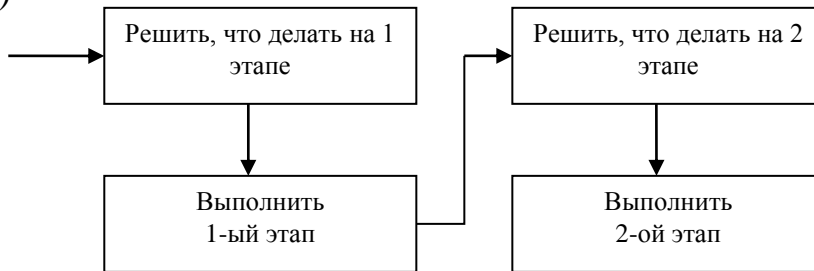 )
Решить, что делать на 1
этапе
Выполнить
1-ый этап
Решить, что делать на 2
этапе
Выполнить
2-ой этап